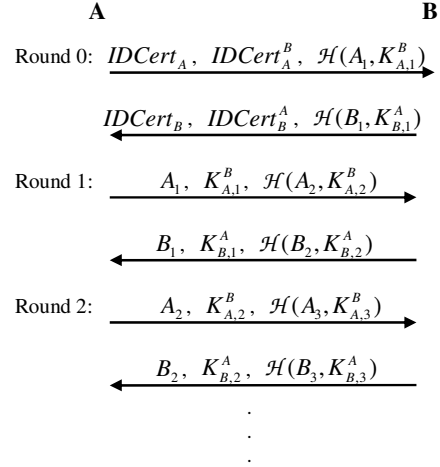 A B
Round 0: IDCert_A, IDCert_A^B, ℋ(A_1, K_{A,1}^B)
IDCert_B, IDCert_B^A, ℋ(B_1, K_{B,1}^A)
Round 1: A_1, K_{A,1}^B, ℋ(A_2, K_{A,2}^B)
B_1, K_{B,1}^A, ℋ(B_2, K_{B,2}^A)
Round 2: A_2, K_{A,2}^B, ℋ(A_3, K_{A,3}^B)
B_2, K_{B,2}^A, ℋ(B_3, K_{B,3}^A)
.
.
.